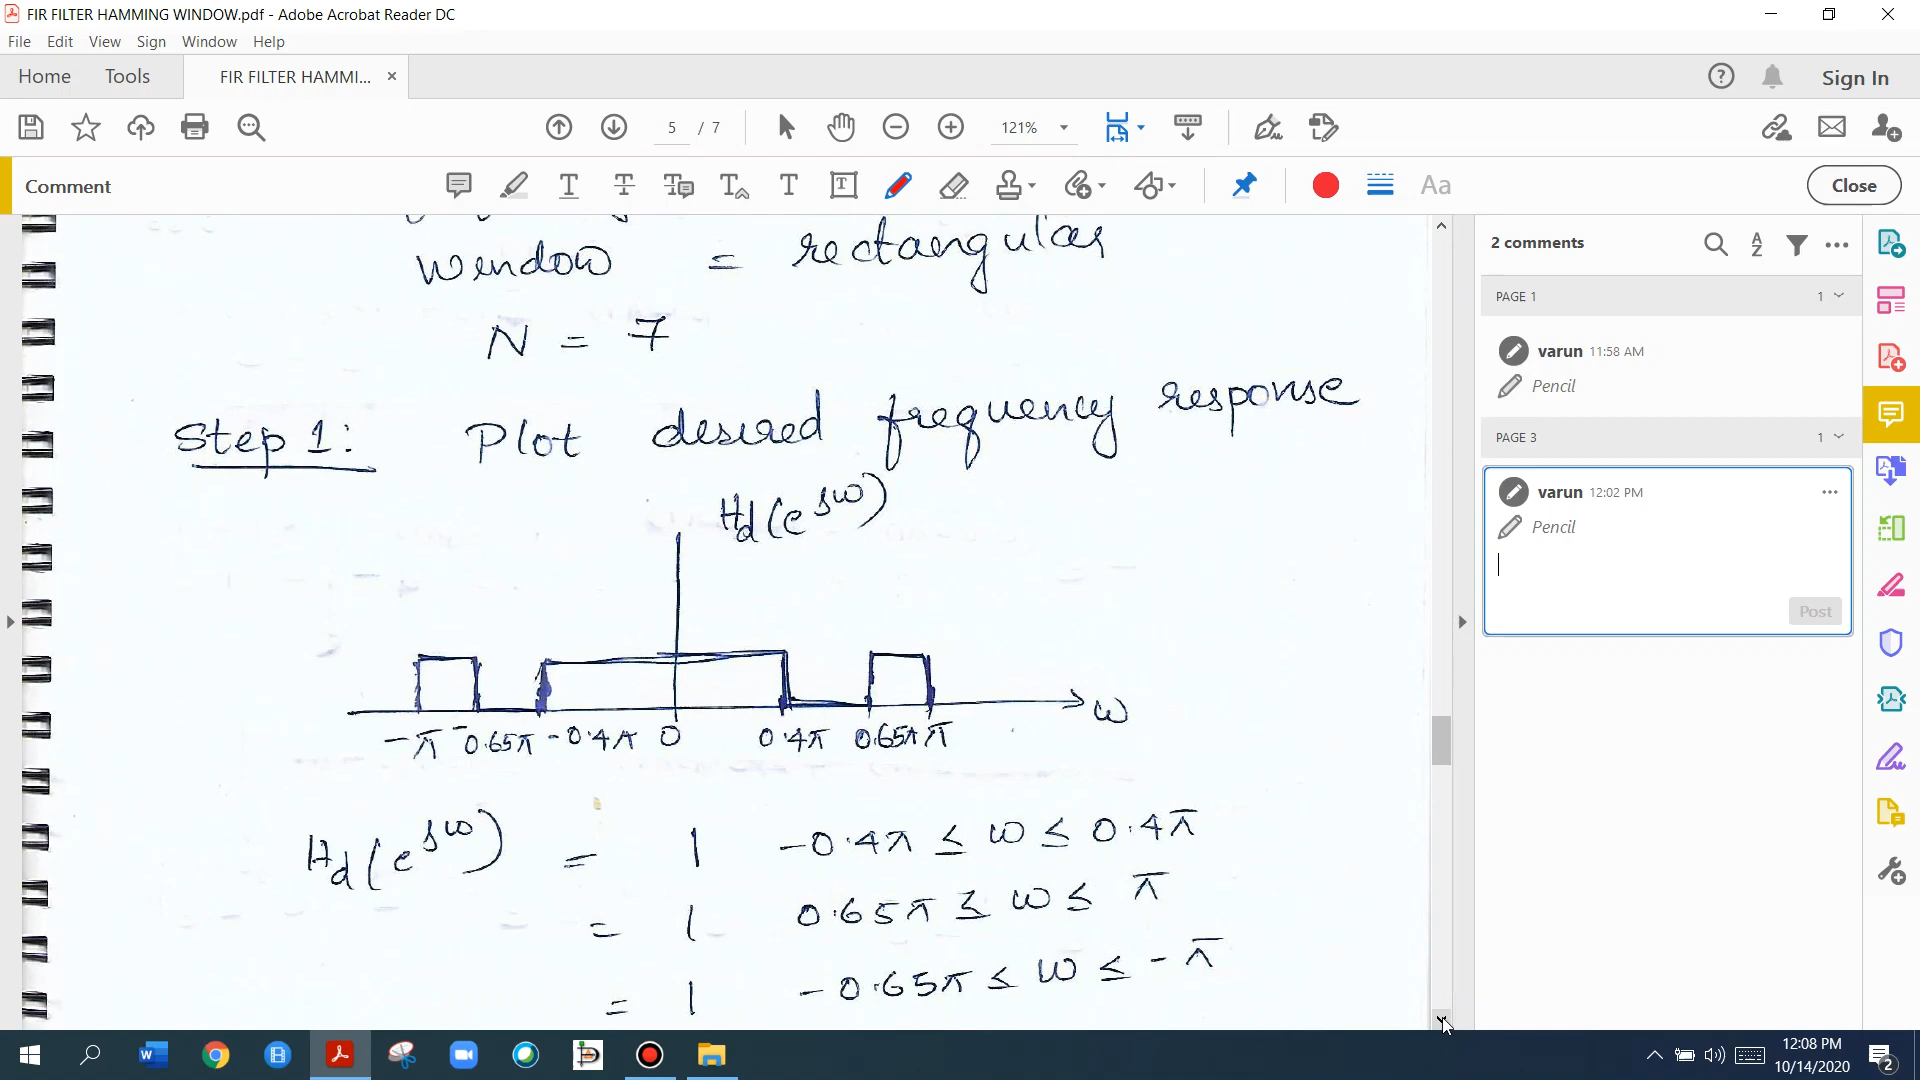 FIR FILTER HAMMING WINDOW.pdf - Adobe Acrobat Reader DC
File Edit View Sign Window Help
Home Tools FIR FILTER HAMMI... × Sign In
5 / 7 121%
Comment T T T T T T Aa Close
window = rectangular
N = 7
Step 1: Plot desired frequency response
Hd(e^jω)
ω
-π -0.65π -0.4π 0 0.4π 0.65π π
Hd(e^jω) = 1 -0.4π ≤ ω ≤ 0.4π
= 1 0.65π ≤ ω ≤ π
= 1 -0.65π ≤ ω ≤ -π
2 comments
PAGE 1 1
varun 11:58 AM
Pencil
PAGE 3 1
varun 12:02 PM
Pencil
Post
12:08 PM
10/14/2020
2